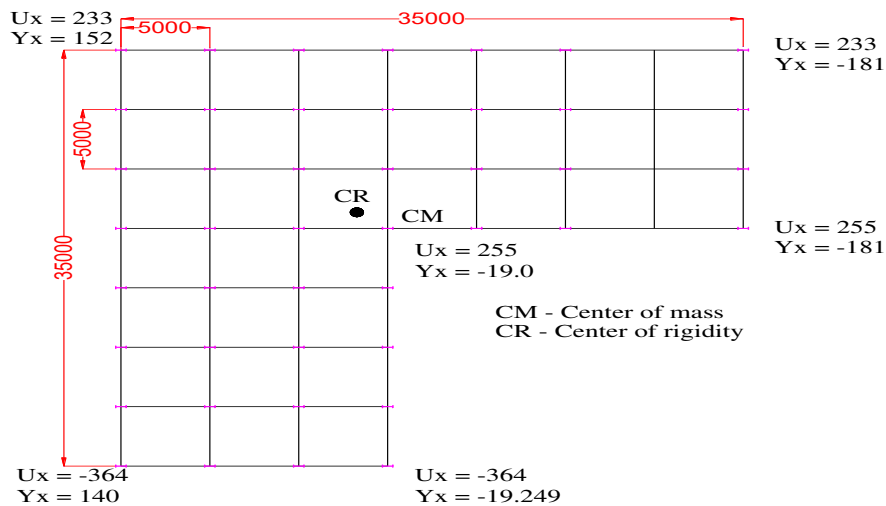 Ux = 233
Yx = 152
5000
35000
Ux = 233
Yx = -181
5000
35000
CR
CM
Ux = 255
Yx = -181
Ux = 255
Yx = -19.0
CM - Center of mass
CR - Center of rigidity
Ux = -364
Yx = 140
Ux = -364
Yx = -19.249